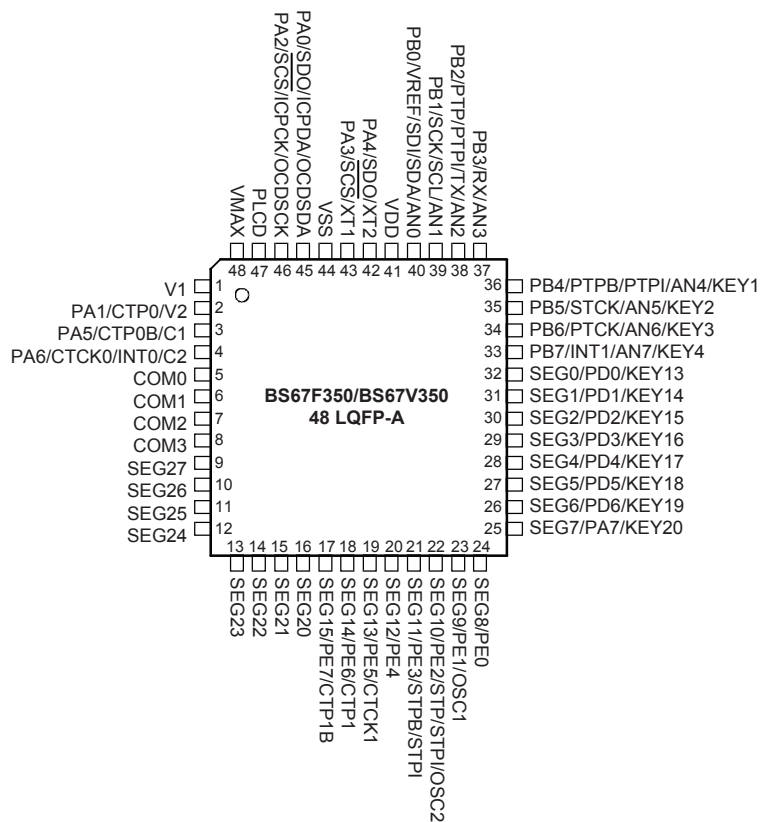 PB3/RX/AN3
PB2/PTP/PTPI/TX/AN2
PB1/SCK/SCL/AN1
PB0/VREF/SDI/SDA/AN0
VDD
PA4/SDO/XT2
PA3/SCS/XT1
VSS
PA0/SDO/ICPDA/OCDSDA
PA2/SCS/ICPCK/OCDSCK
PLCD
VMAX
48 47 46 45 44 43 42 41 40 39 38 37
V1 1
PA1/CTP0/V2 2
PA5/CTP0B/C1 3
PA6/CTCK0/INT0/C2 4
COM0 5
COM1 6
COM2 7
COM3 8
SEG27 9
SEG26 10
SEG25 11
SEG24 12
BS67F350/BS67V350
48 LQFP-A
36 PB4/PTPB/PTPI/AN4/KEY1
35 PB5/STCK/AN5/KEY2
34 PB6/PTCK/AN6/KEY3
33 PB7/INT1/AN7/KEY4
32 SEG0/PD0/KEY13
31 SEG1/PD1/KEY14
30 SEG2/PD2/KEY15
29 SEG3/PD3/KEY16
28 SEG4/PD4/KEY17
27 SEG5/PD5/KEY18
26 SEG6/PD6/KEY19
25 SEG7/PA7/KEY20
13 14 15 16 17 18 19 20 21 22 23 24
SEG8/PE0
SEG9/PE1/OSC1
SEG10/PE2/STP/STPI/OSC2
SEG11/PE3/STPB/STPI
SEG12/PE4
SEG13/PE5/CTCK1
SEG14/PE6/CTP1
SEG15/PE7/CTP1B
SEG20
SEG21
SEG22
SEG23